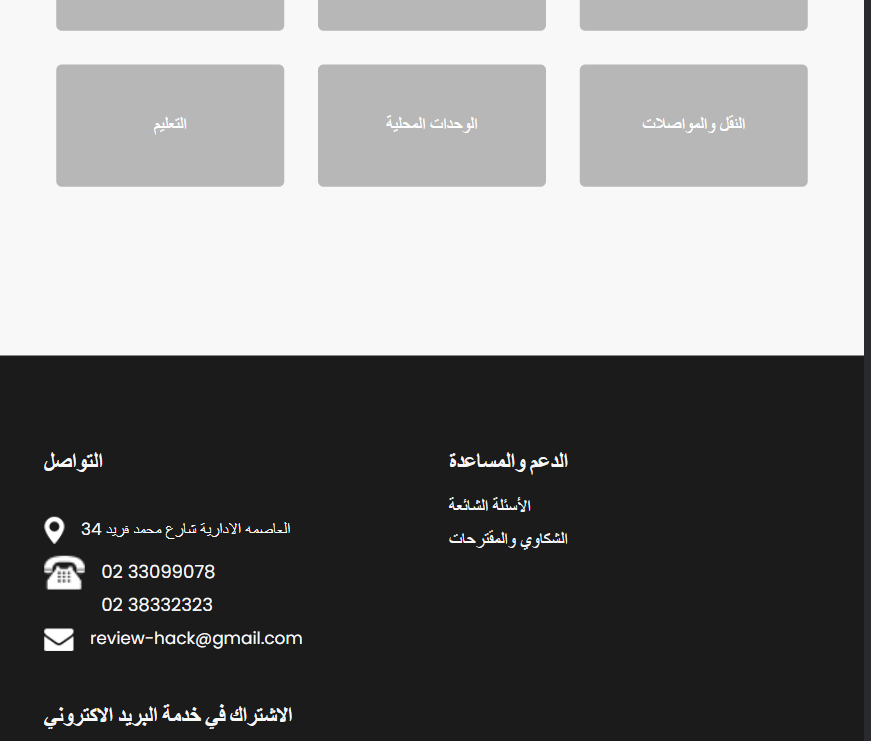 النقل والمواصلات
الوحدات المحلية
التعليم
الدعم والمساعدة
الأسئلة الشائعة
الشكاوي والمقترحات
التواصل
العاصمه الادارية شارع محمد فريد 34
02 33099078
02 38332323
review-hack@gmail.com
الاشتراك في خدمة البريد الاكتروني